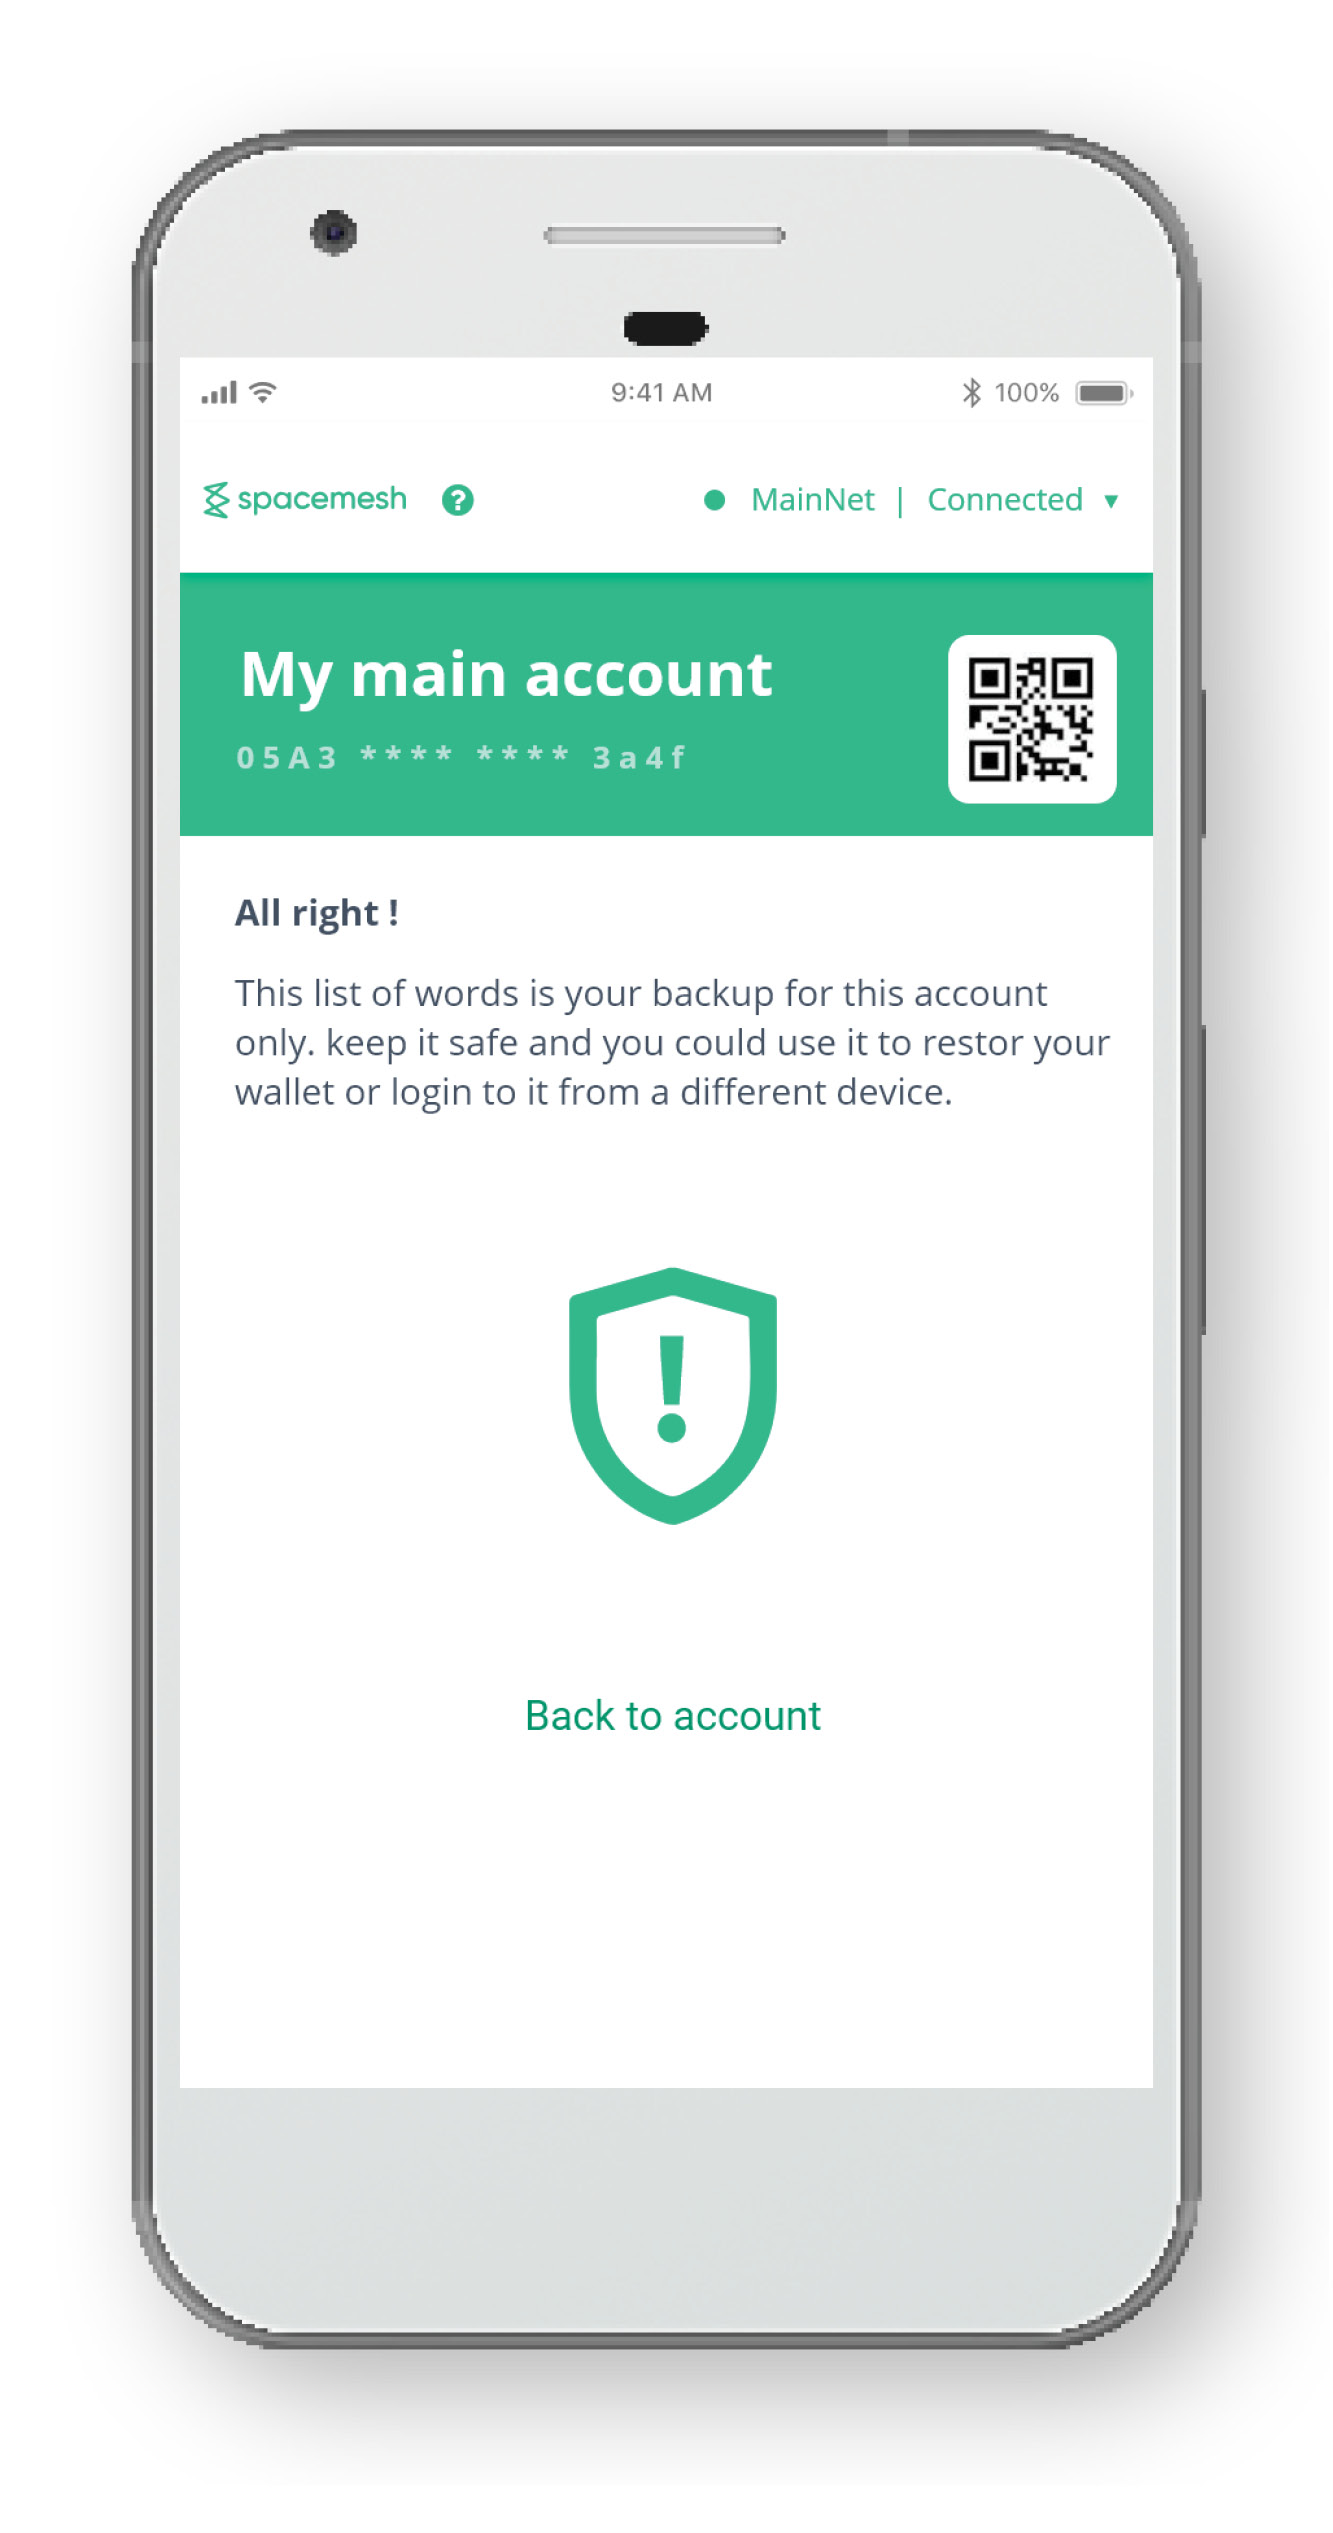 9:41 AM
100%
spacemesh ?
MainNet | Connected ▼
My main account
05A3 **** **** 3a4f
All right !
This list of words is your backup for this account
only. keep it safe and you could use it to restor your
wallet or login to it from a different device.
!
Back to account